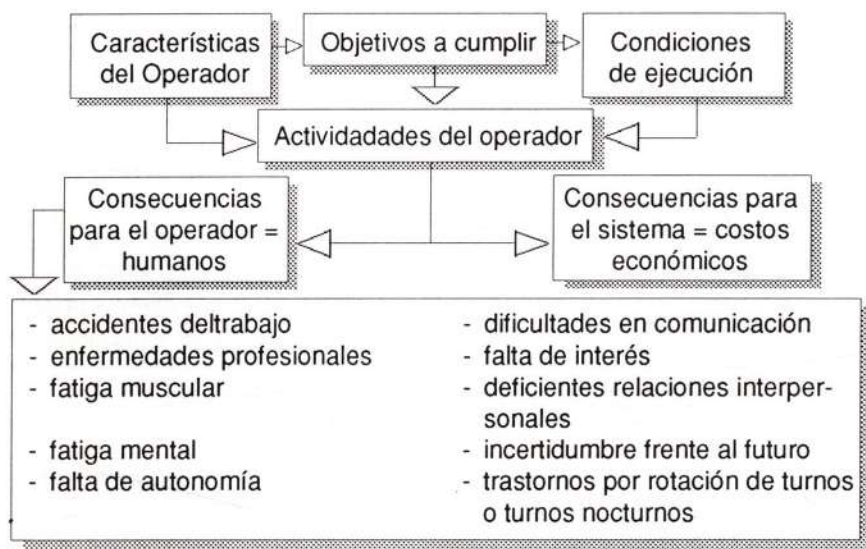 Características
del Operador
Objetivos a cumplir
Condiciones
de ejecución
Actividadades del operador
Consecuencias
para el operador =
humanos
Consecuencias para
el sistema = costos
económicos
- accidentes deltrabajo
- enfermedades profesionales
- fatiga muscular
- fatiga mental
- falta de autonomía
- dificultades en comunicación
- falta de interés
- deficientes relaciones interper-
sonales
- incertidumbre frente al futuro
- trastornos por rotación de turnos
o turnos nocturnos